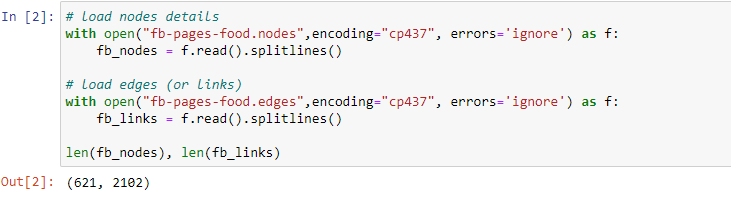 In [2]: # load nodes details
with open("fb-pages-food.nodes",encoding="cp437", errors='ignore') as f:
    fb_nodes = f.read().splitlines()

# load edges (or links)
with open("fb-pages-food.edges",encoding="cp437", errors='ignore') as f:
    fb_links = f.read().splitlines()

len(fb_nodes), len(fb_links)
Out[2]: (621, 2102)